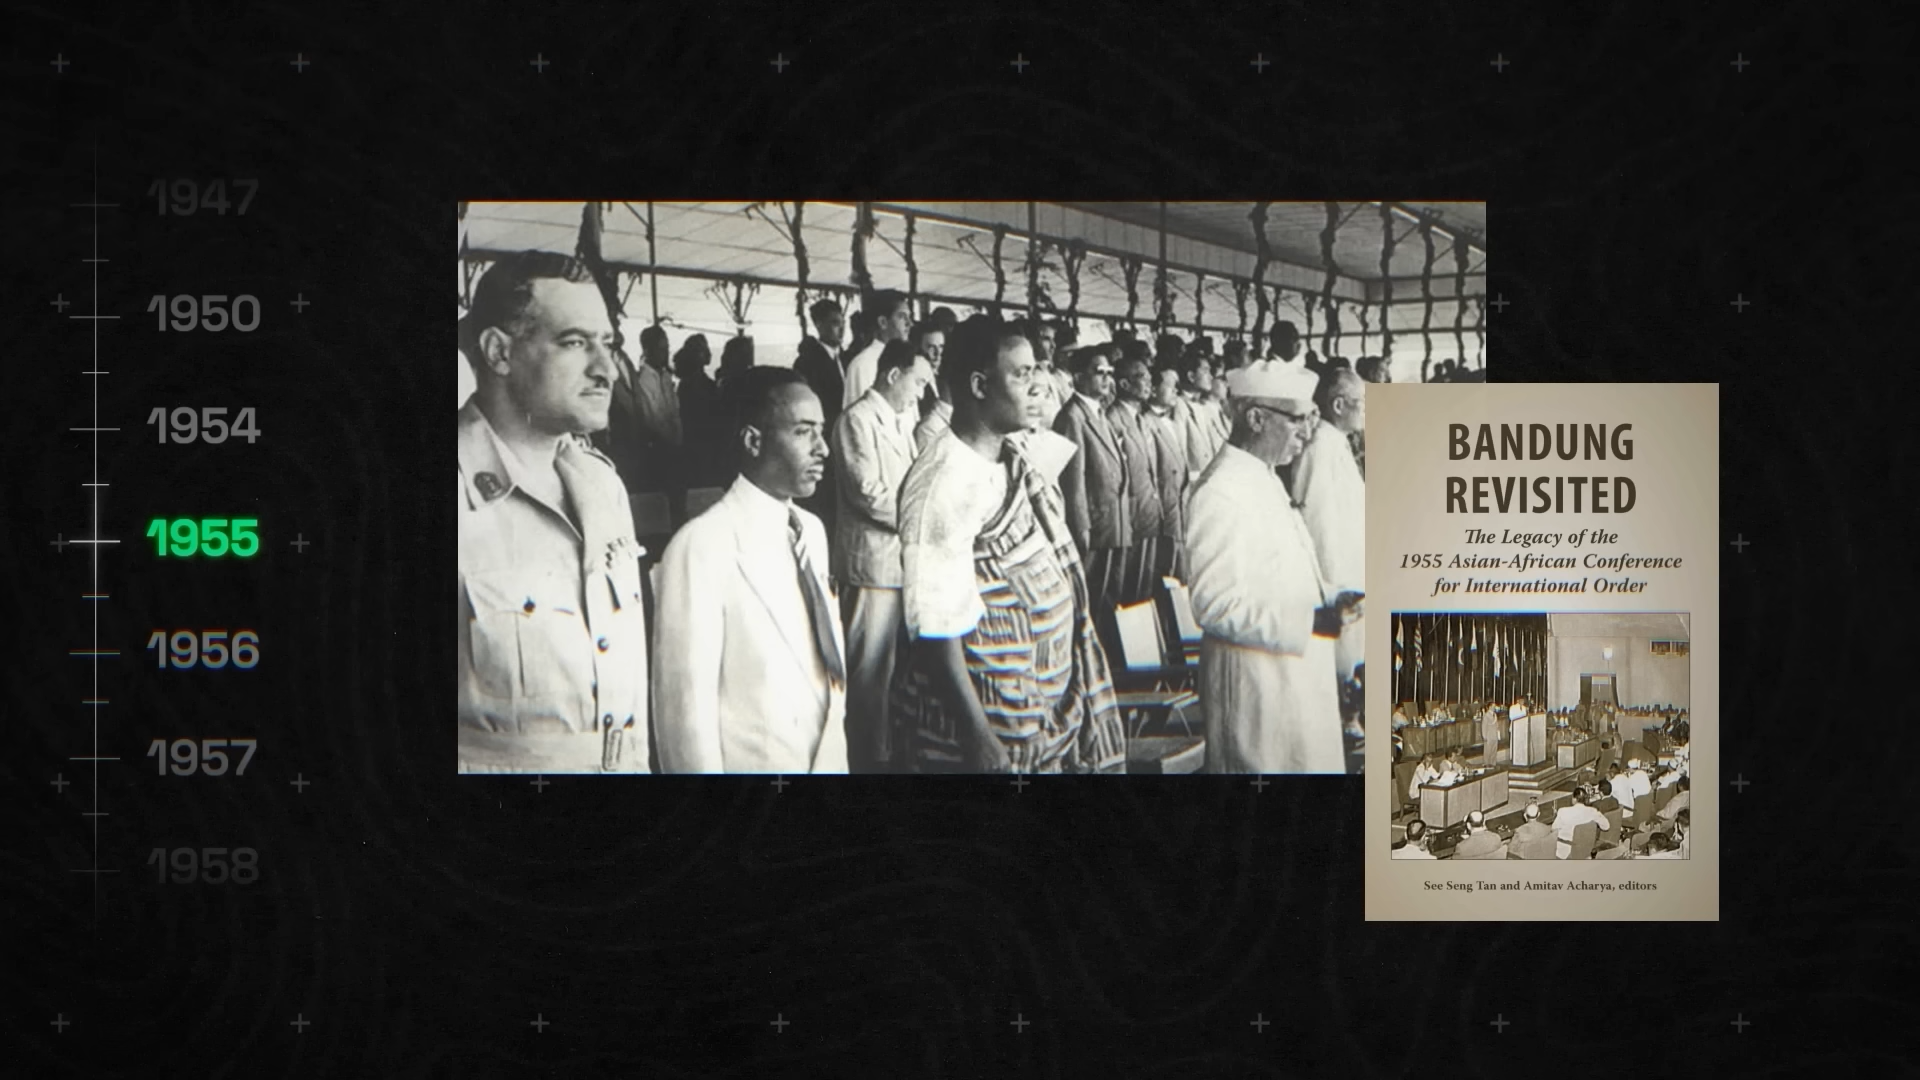 1947
1950
1954
1955
1956
1957
1958
BANDUNG
REVISITED
The Legacy of the
1955 Asian-African Conference
for International Order
See Seng Tan and Amitav Acharya, editors